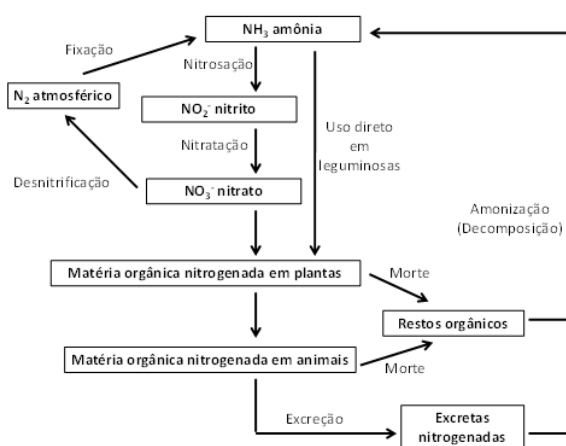 NH₃ amônia
Fixação
Nitrosação
N₂ atmosférico
NO₂⁻ nitrito
Uso direto
em
leguminosas
Nitratação
Desnitrificação
NO₃⁻ nitrato
Amonização
(Decomposição)
Matéria orgânica nitrogenada em plantas
Morte
Restos orgânicos
Matéria orgânica nitrogenada em animais
Morte
Excreção
Excretas
nitrogenadas